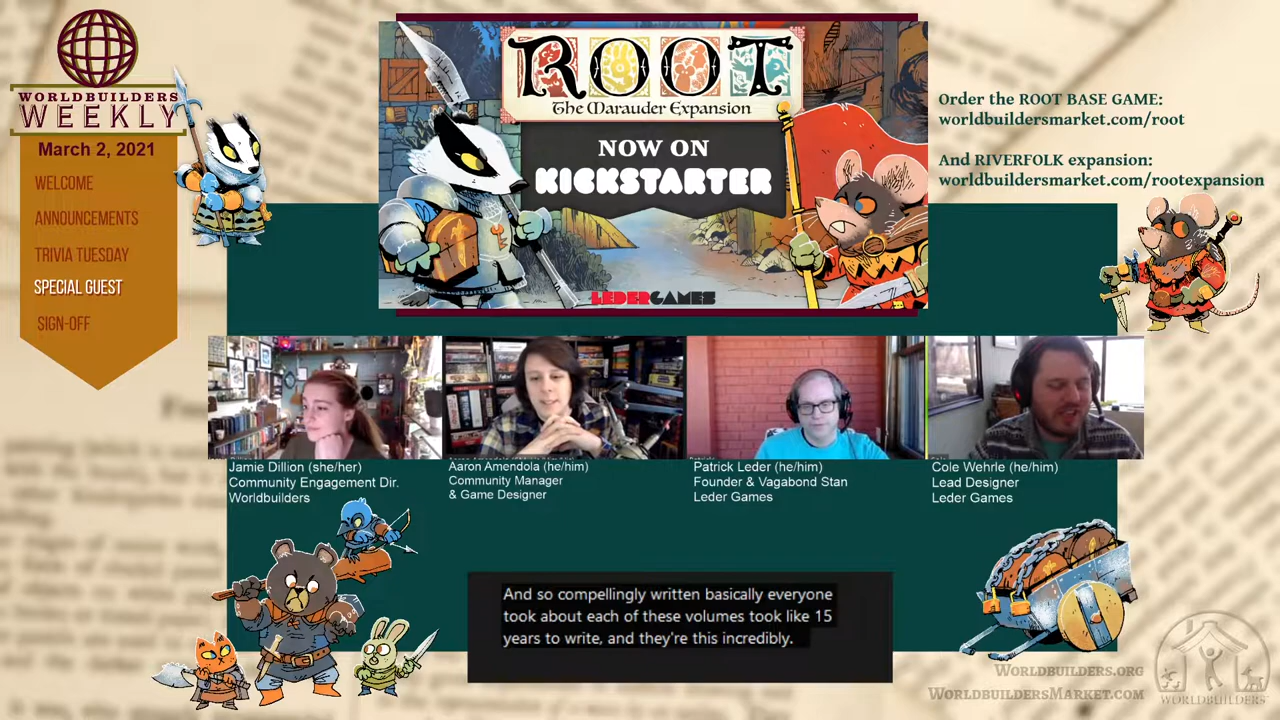 WORLDBUILDERS
WEEKLY
March 2, 2021
WELCOME
ANNOUNCEMENTS
TRIVIA TUESDAY
SPECIAL GUEST
SIGN-OFF
ROOT
The Marauder Expansion
NOW ON
KICKSTARTER
LEDERGAMES
Order the ROOT BASE GAME:
worldbuildersmarket.com/root
And RIVERFOLK expansion:
worldbuildersmarket.com/rootexpansion
Jamie Dillion (she/her)
Community Engagement Dir.
Worldbuilders
Aaron Amendola (he/him)
Community Manager
& Game Designer
Patrick Leder (he/him)
Founder & Vagabond Stan
Leder Games
Cole Wehrle (he/him)
Lead Designer
Leder Games
And so compellingly written basically everyone
took about each of these volumes took like 15
years to write, and they're this incredibly.
WORLDBUILDERS.ORG
WORLDBUILDERSMARKET.COM
WORLDBUILDERS